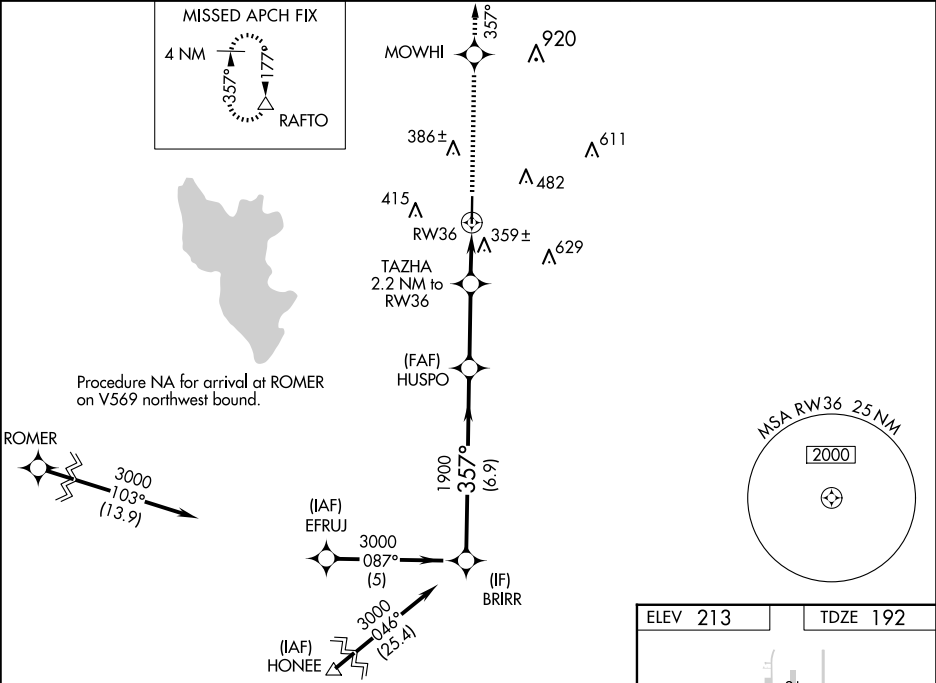 MISSED APCH FIX
4 NM
357°
177°
RAFTO
357°
MOWHI
920
386±
611
482
415
RW36
359±
629
TAZHA
2.2 NM to
RW36
(FAF)
HUSPO
Procedure NA for arrival at ROMER
on V569 northwest bound.
ROMER
3000
103°
(13.9)
1900
357°
(6.9)
MSA RW36 25 NM
2000
(IAF)
EFRUJ
3000
087°
(5)
(IF)
BRIRR
3000
046°
(25.4)
(IAF)
HONEE
ELEV 213
TDZE 192